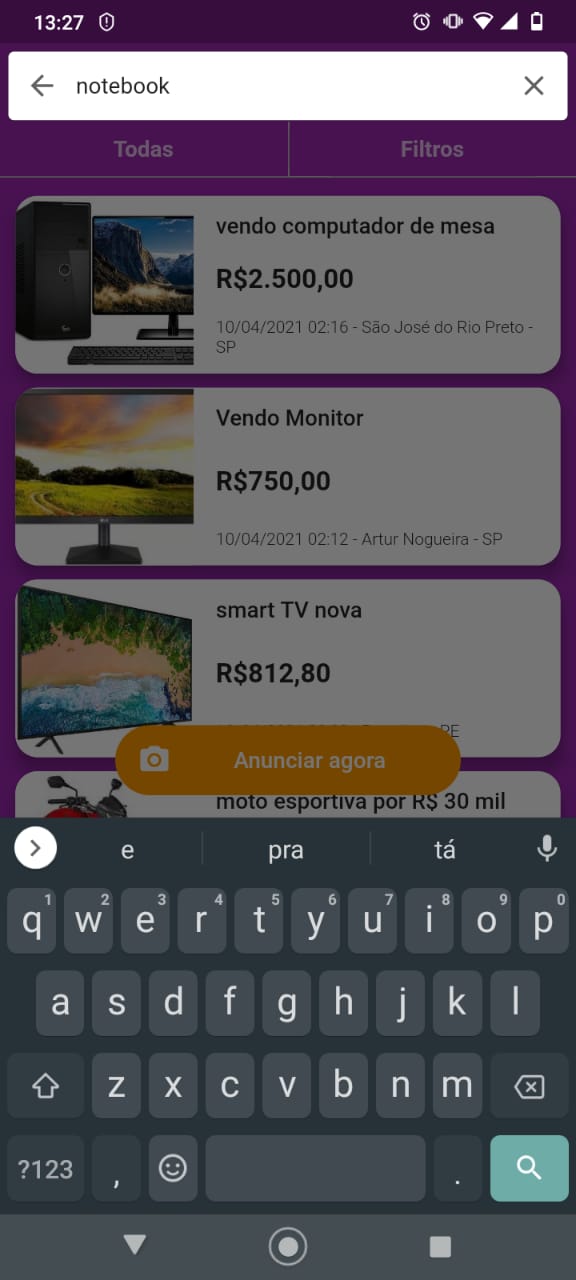 13:27
notebook
Todas
Filtros
vendo computador de mesa
R$2.500,00
10/04/2021 02:16 - São José do Rio Preto -
SP
Vendo Monitor
R$750,00
10/04/2021 02:12 - Artur Nogueira - SP
smart TV nova
R$812,80
PE
Anunciar agora
moto esportiva por R$ 30 mil
e pra tá
1 2 3 4 5 6 7 8 9 0
q w e r t y u i o p
a s d f g h j k l
z x c v b n m
?123 , .